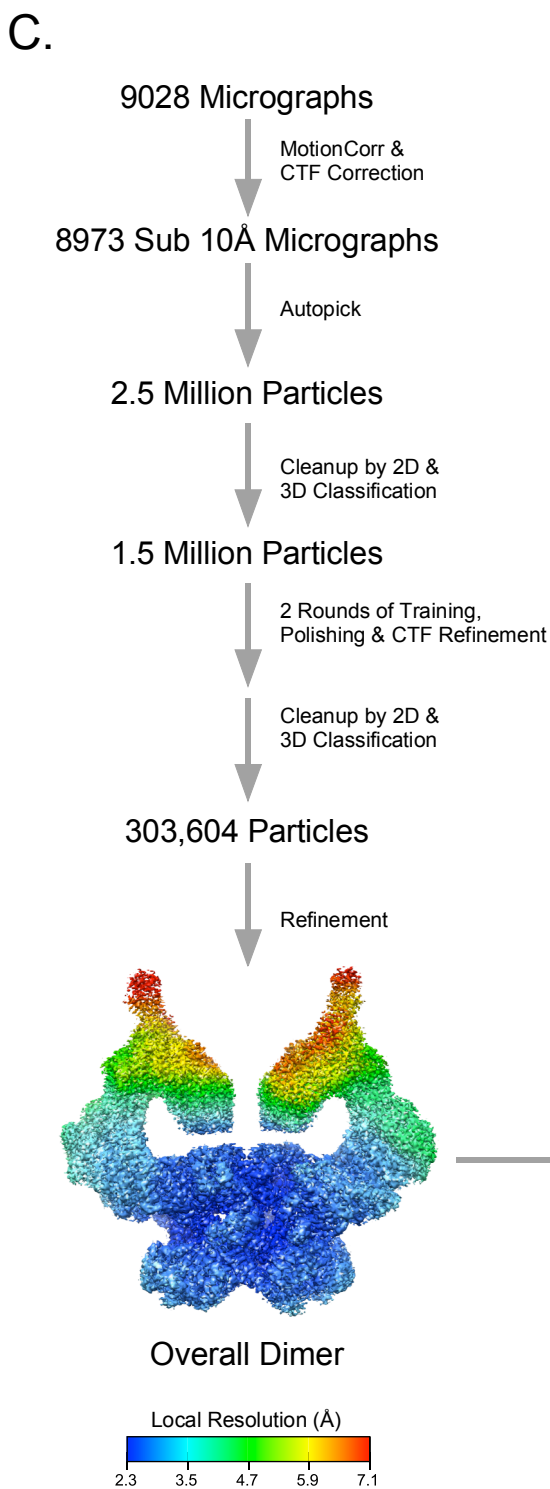 C.
9028 Micrographs
MotionCorr &
CTF Correction
8973 Sub 10Å Micrographs
Autopick
2.5 Million Particles
Cleanup by 2D &
3D Classification
1.5 Million Particles
2 Rounds of Training,
Polishing & CTF Refinement
Cleanup by 2D &
3D Classification
303,604 Particles
Refinement
Overall Dimer
Local Resolution (Å)
2.3 3.5 4.7 5.9 7.1